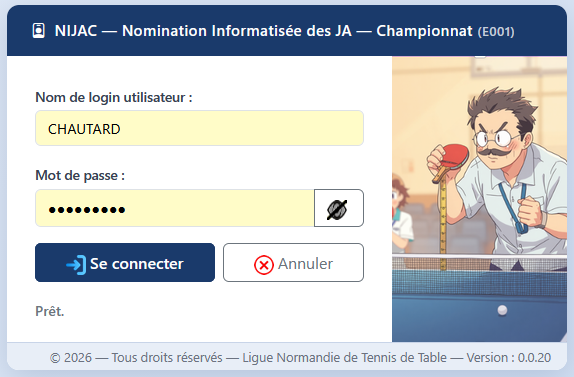 NIJAC — Nomination Informatisée des JA — Championnat (E001)
Nom de login utilisateur :
CHAUTARD
Mot de passe :
●●●●●●●●●
Se connecter
Annuler
Prêt.
© 2026 — Tous droits réservés — Ligue Normandie de Tennis de Table — Version : 0.0.20